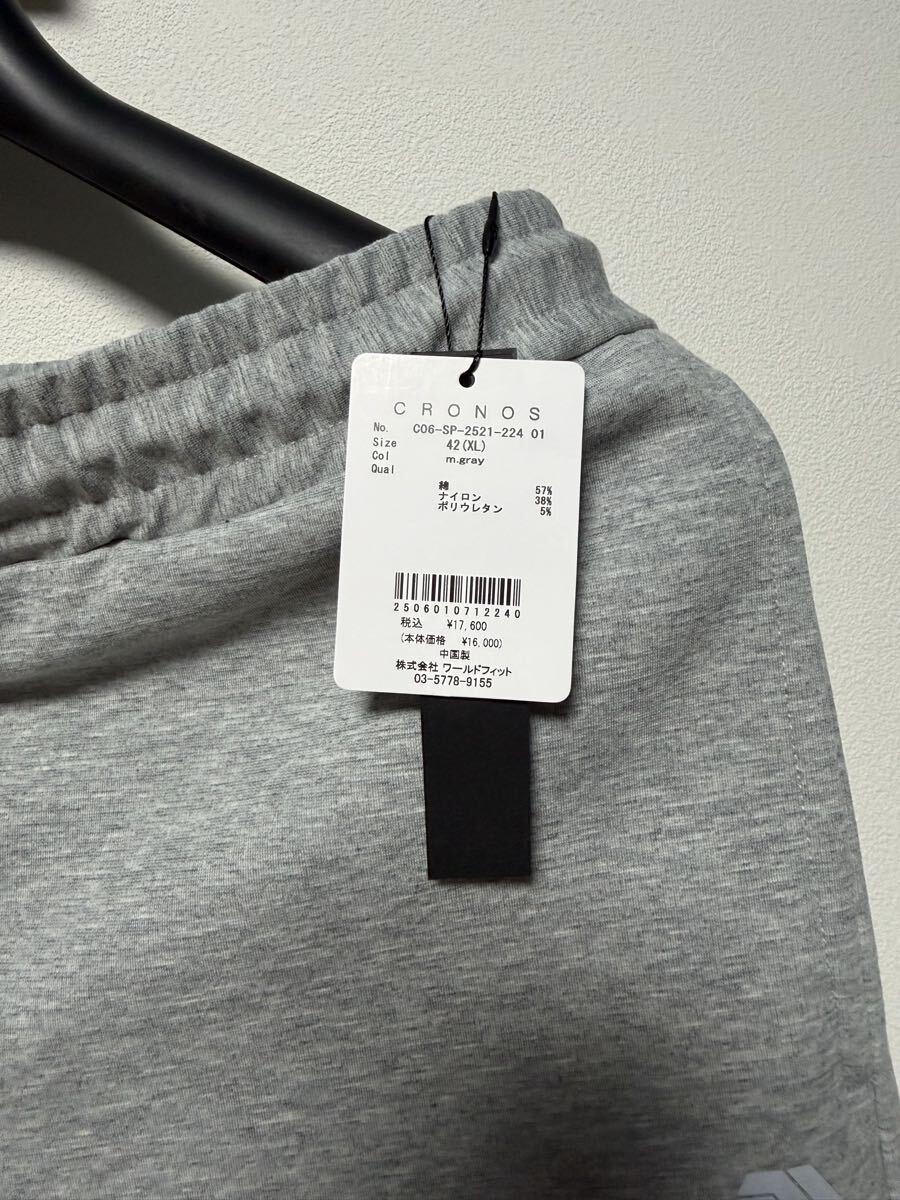 CRONOS
No. C06-SP-2521-224 01
Size 42(XL)
Col m.gray
Qual
綿 57%
ナイロン 38%
ポリウレタン 5%
2506010712240
税込 ¥17,600
(本体価格 ¥16,000)
中国製
株式会社 ワールドフィット
03-5778-9155